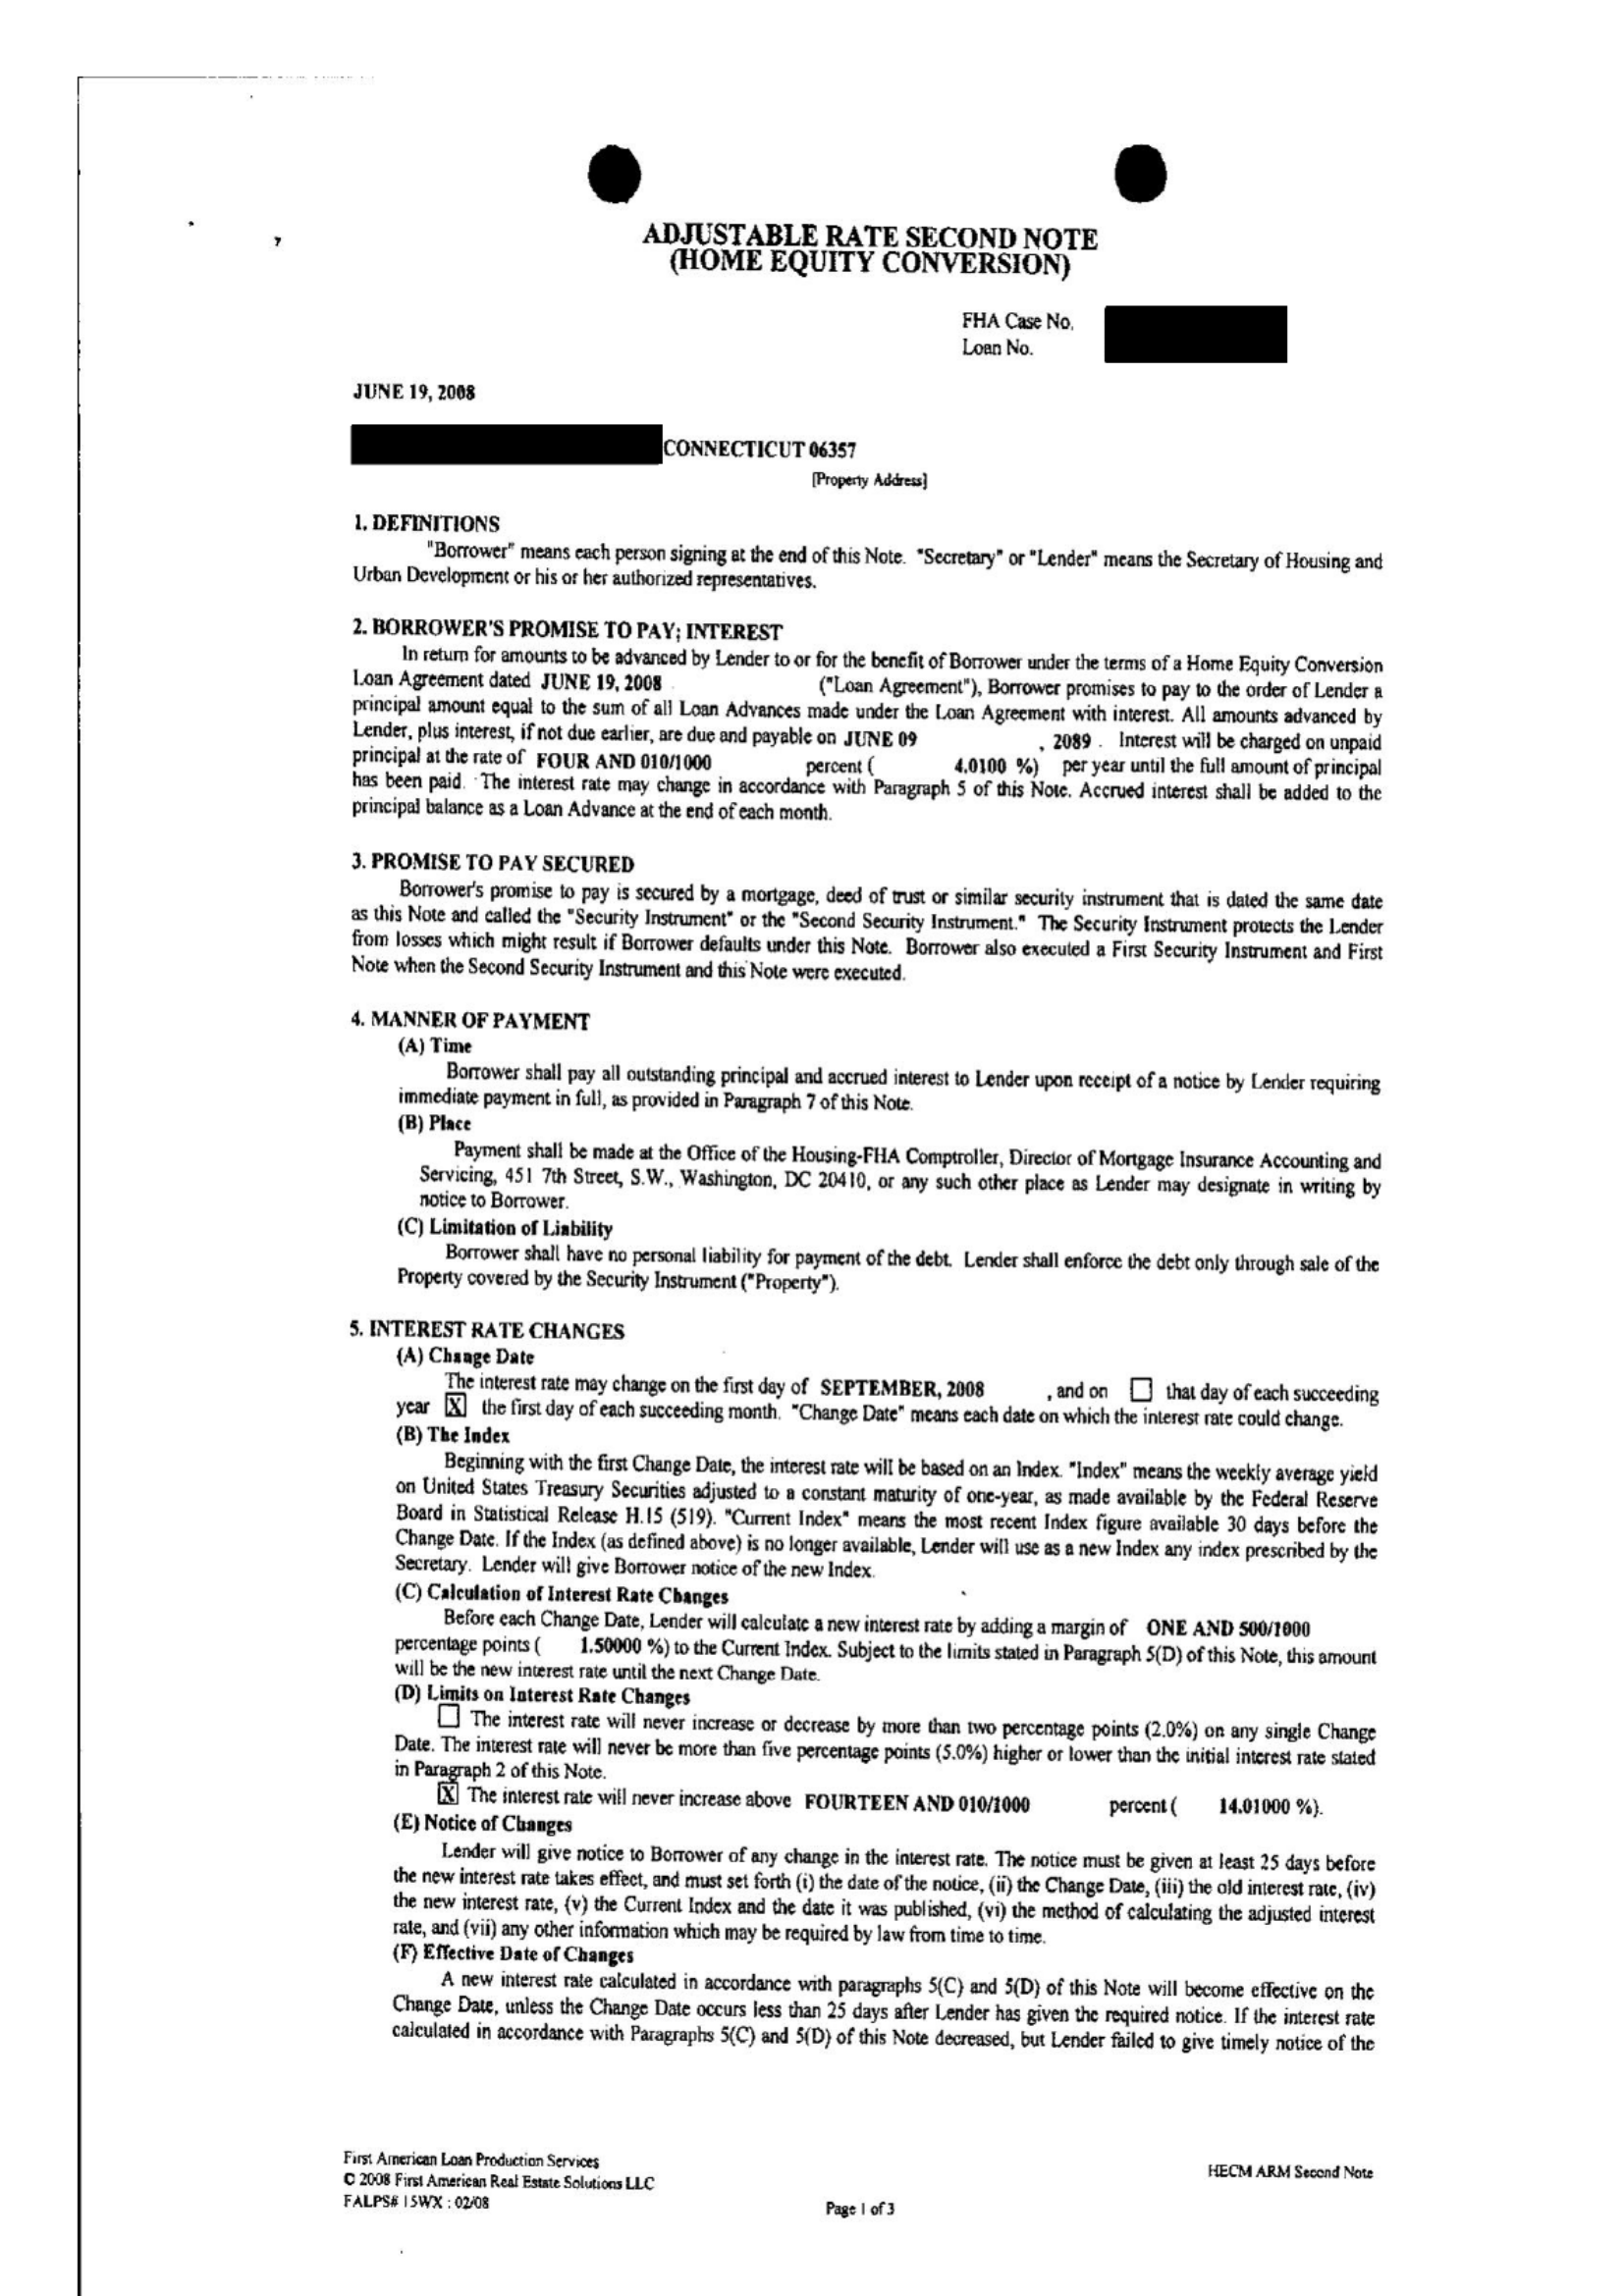 ADJUSTABLE RATE SECOND NOTE
(HOME EQUITY CONVERSION)
FHA Case No.
Loan No.
JUNE 19, 2008
CONNECTICUT 06357
[Property Address]
1. DEFINITIONS
"Borrower" means each person signing at the end of this Note. "Secretary" or "Lender" means the Secretary of Housing and
Urban Development or his or her authorized representatives.
2. BORROWER'S PROMISE TO PAY; INTEREST
In return for amounts to be advanced by Lender to or for the benefit of Borrower under the terms of a Home Equity Conversion
Loan Agreement dated JUNE 19, 2008 ("Loan Agreement"), Borrower promises to pay to the order of Lender a
principal amount equal to the sum of all Loan Advances made under the Loan Agreement with interest. All amounts advanced by
Lender, plus interest, if not due earlier, are due and payable on JUNE 09 , 2089 . Interest will be charged on unpaid
principal at the rate of FOUR AND 010/1000 percent ( 4.0100 %) per year until the full amount of principal
has been paid. The interest rate may change in accordance with Paragraph 5 of this Note. Accrued interest shall be added to the
principal balance as a Loan Advance at the end of each month.
3. PROMISE TO PAY SECURED
Borrower's promise to pay is secured by a mortgage, deed of trust or similar security instrument that is dated the same date
as this Note and called the "Security Instrument" or the "Second Security Instrument." The Security Instrument protects the Lender
from losses which might result if Borrower defaults under this Note. Borrower also executed a First Security Instrument and First
Note when the Second Security Instrument and this Note were executed.
4. MANNER OF PAYMENT
(A) Time
Borrower shall pay all outstanding principal and accrued interest to Lender upon receipt of a notice by Lender requiring
immediate payment in full, as provided in Paragraph 7 of this Note.
(B) Place
Payment shall be made at the Office of the Housing-FHA Comptroller, Director of Mortgage Insurance Accounting and
Servicing, 451 7th Street, S.W., Washington, DC 20410, or any such other place as Lender may designate in writing by
notice to Borrower.
(C) Limitation of Liability
Borrower shall have no personal liability for payment of the debt. Lender shall enforce the debt only through sale of the
Property covered by the Security Instrument ("Property").
5. INTEREST RATE CHANGES
(A) Change Date
The interest rate may change on the first day of SEPTEMBER, 2008 , and on ☐ that day of each succeeding
year [X] the first day of each succeeding month. "Change Date" means each date on which the interest rate could change.
(B) The Index
Beginning with the first Change Date, the interest rate will be based on an Index. "Index" means the weekly average yield
on United States Treasury Securities adjusted to a constant maturity of one-year, as made available by the Federal Reserve
Board in Statistical Release H.15 (519). "Current Index" means the most recent Index figure available 30 days before the
Change Date. If the Index (as defined above) is no longer available, Lender will use as a new Index any index prescribed by the
Secretary. Lender will give Borrower notice of the new Index.
(C) Calculation of Interest Rate Changes
Before each Change Date, Lender will calculate a new interest rate by adding a margin of ONE AND 500/1000
percentage points ( 1.50000 %) to the Current Index. Subject to the limits stated in Paragraph 5(D) of this Note, this amount
will be the new interest rate until the next Change Date.
(D) Limits on Interest Rate Changes
☐ The interest rate will never increase or decrease by more than two percentage points (2.0%) on any single Change
Date. The interest rate will never be more than five percentage points (5.0%) higher or lower than the initial interest rate stated
in Paragraph 2 of this Note.
[X] The interest rate will never increase above FOURTEEN AND 010/1000 percent ( 14.01000 %).
(E) Notice of Changes
Lender will give notice to Borrower of any change in the interest rate. The notice must be given at least 25 days before
the new interest rate takes effect, and must set forth (i) the date of the notice, (ii) the Change Date, (iii) the old interest rate, (iv)
the new interest rate, (v) the Current Index and the date it was published, (vi) the method of calculating the adjusted interest
rate, and (vii) any other information which may be required by law from time to time.
(F) Effective Date of Changes
A new interest rate calculated in accordance with paragraphs 5(C) and 5(D) of this Note will become effective on the
Change Date, unless the Change Date occurs less than 25 days after Lender has given the required notice. If the interest rate
calculated in accordance with Paragraphs 5(C) and 5(D) of this Note decreased, but Lender failed to give timely notice of the
First American Loan Production Services
© 2008 First American Real Estate Solutions LLC
FALPS# 15WX : 02/08
HECM ARM Second Note
Page 1 of 3